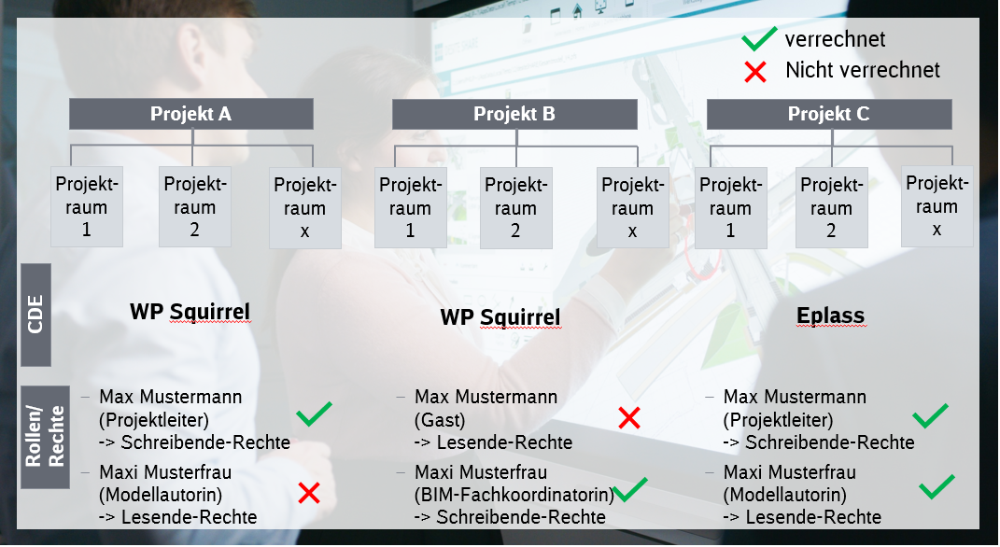 verrechnet
Nicht verrechnet
Projekt A
Projekt B
Projekt C
Projekt-
raum
1
Projekt-
raum
2
Projekt-
raum
x
Projekt-
raum
1
Projekt-
raum
2
Projekt-
raum
x
Projekt-
raum
1
Projekt-
raum
2
Projekt-
raum
x
CDE
WP Squirrel
WP Squirrel
Eplass
Rollen/
Rechte
– Max Mustermann
(Projektleiter)
-> Schreibende-Rechte
– Maxi Musterfrau
(Modellautorin)
-> Lesende-Rechte
– Max Mustermann
(Gast)
-> Lesende-Rechte
– Maxi Musterfrau
(BIM-Fachkoordinatorin)
-> Schreibende-Rechte
– Max Mustermann
(Projektleiter)
-> Schreibende-Rechte
– Maxi Musterfrau
(Modellautorin)
-> Lesende-Rechte